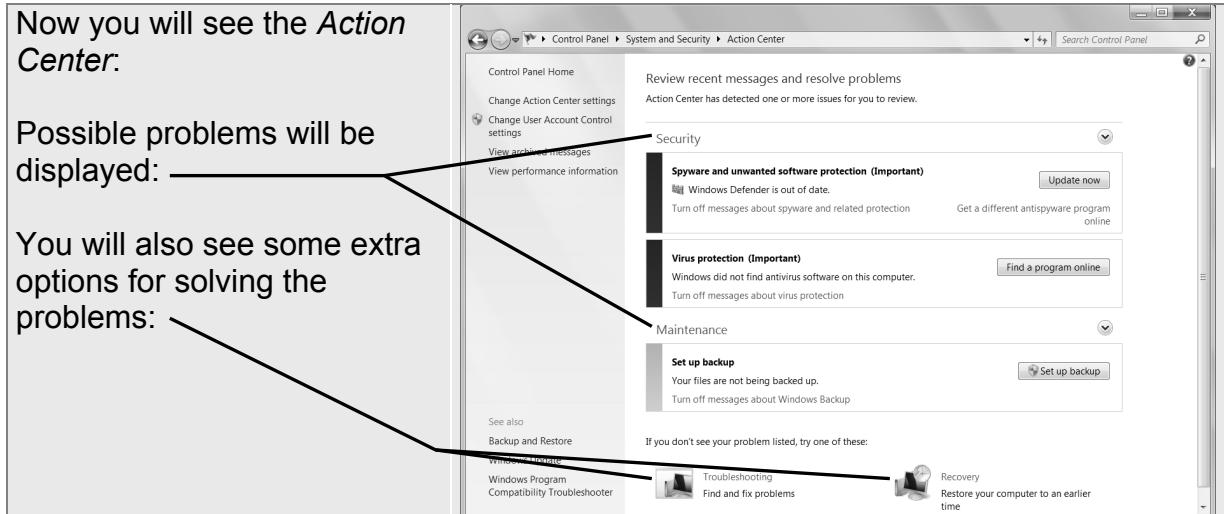 Now you will see the Action
Center:
Possible problems will be
displayed:
You will also see some extra
options for solving the
problems:
Control Panel System and Security Action Center
Search Control Panel
Control Panel Home
Change Action Center settings
Change User Account Control
settings
View archived messages
View performance information
See also
Backup and Restore
Windows Update
Windows Program
Compatibility Troubleshooter
Review recent messages and resolve problems
Action Center has detected one or more issues for you to review.
Security
Spyware and unwanted software protection (Important)
Windows Defender is out of date.
Update now
Turn off messages about spyware and related protection
Get a different antispyware program
online
Virus protection (Important)
Windows did not find antivirus software on this computer.
Find a program online
Turn off messages about virus protection
Maintenance
Set up backup
Your files are not being backed up.
Set up backup
Turn off messages about Windows Backup
If you don't see your problem listed, try one of these:
Troubleshooting
Find and fix problems
Recovery
Restore your computer to an earlier
time